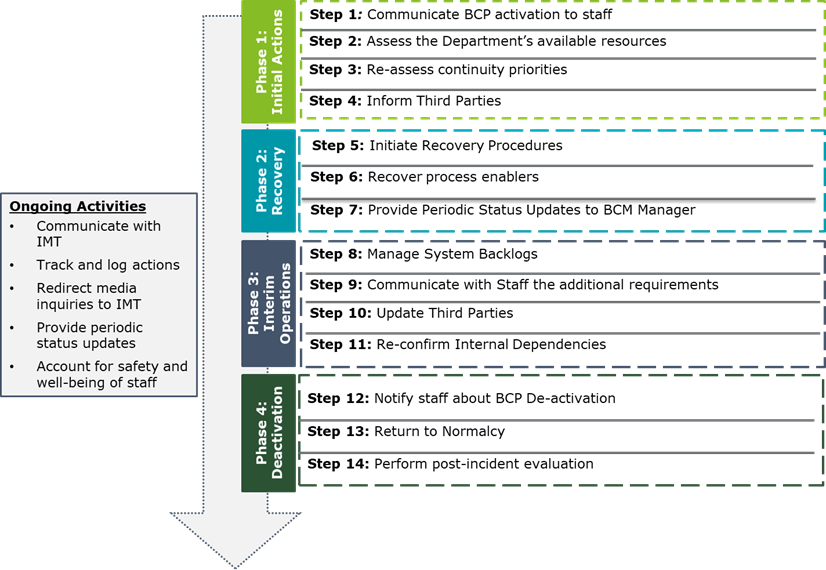 Phase 1:
Initial Actions
Step 1: Communicate BCP activation to staff
Step 2: Assess the Department's available resources
Step 3: Re-assess continuity priorities
Step 4: Inform Third Parties
Phase 2:
Recovery
Step 5: Initiate Recovery Procedures
Step 6: Recover process enablers
Step 7: Provide Periodic Status Updates to BCM Manager
Ongoing Activities
• Communicate with
IMT
• Track and log actions
• Redirect media
inquiries to IMT
• Provide periodic
status updates
• Account for safety and
well-being of staff
Phase 3:
Interim
Operations
Step 8: Manage System Backlogs
Step 9: Communicate with Staff the additional requirements
Step 10: Update Third Parties
Step 11: Re-confirm Internal Dependencies
Phase 4:
Deactivation
Step 12: Notify staff about BCP De-activation
Step 13: Return to Normalcy
Step 14: Perform post-incident evaluation